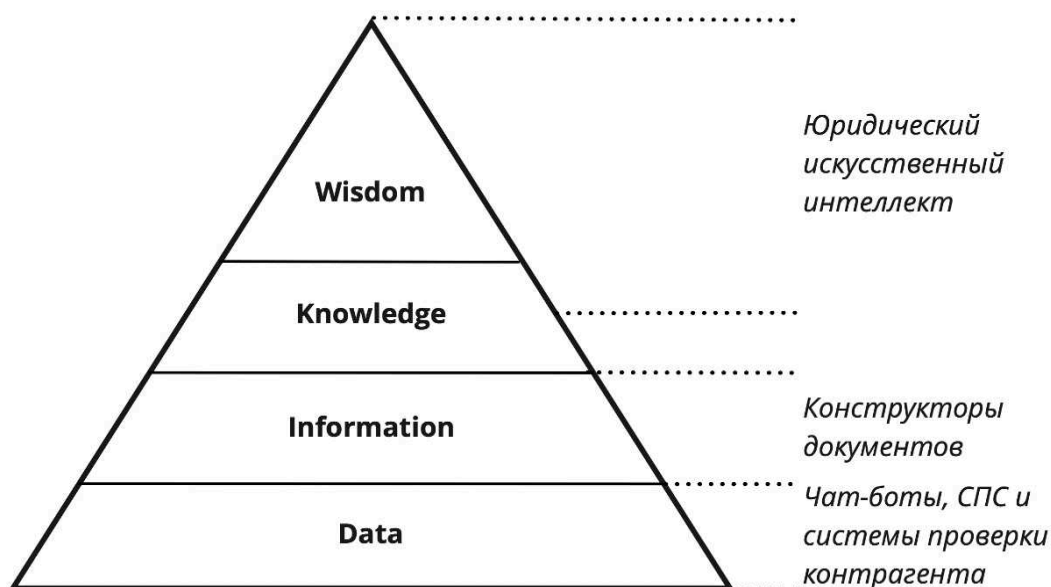 Юридический
искусственный
интеллект
Wisdom
Knowledge
Information
Конструкторы
документов
Data
Чат-боты, СПС и
системы проверки
контрагента